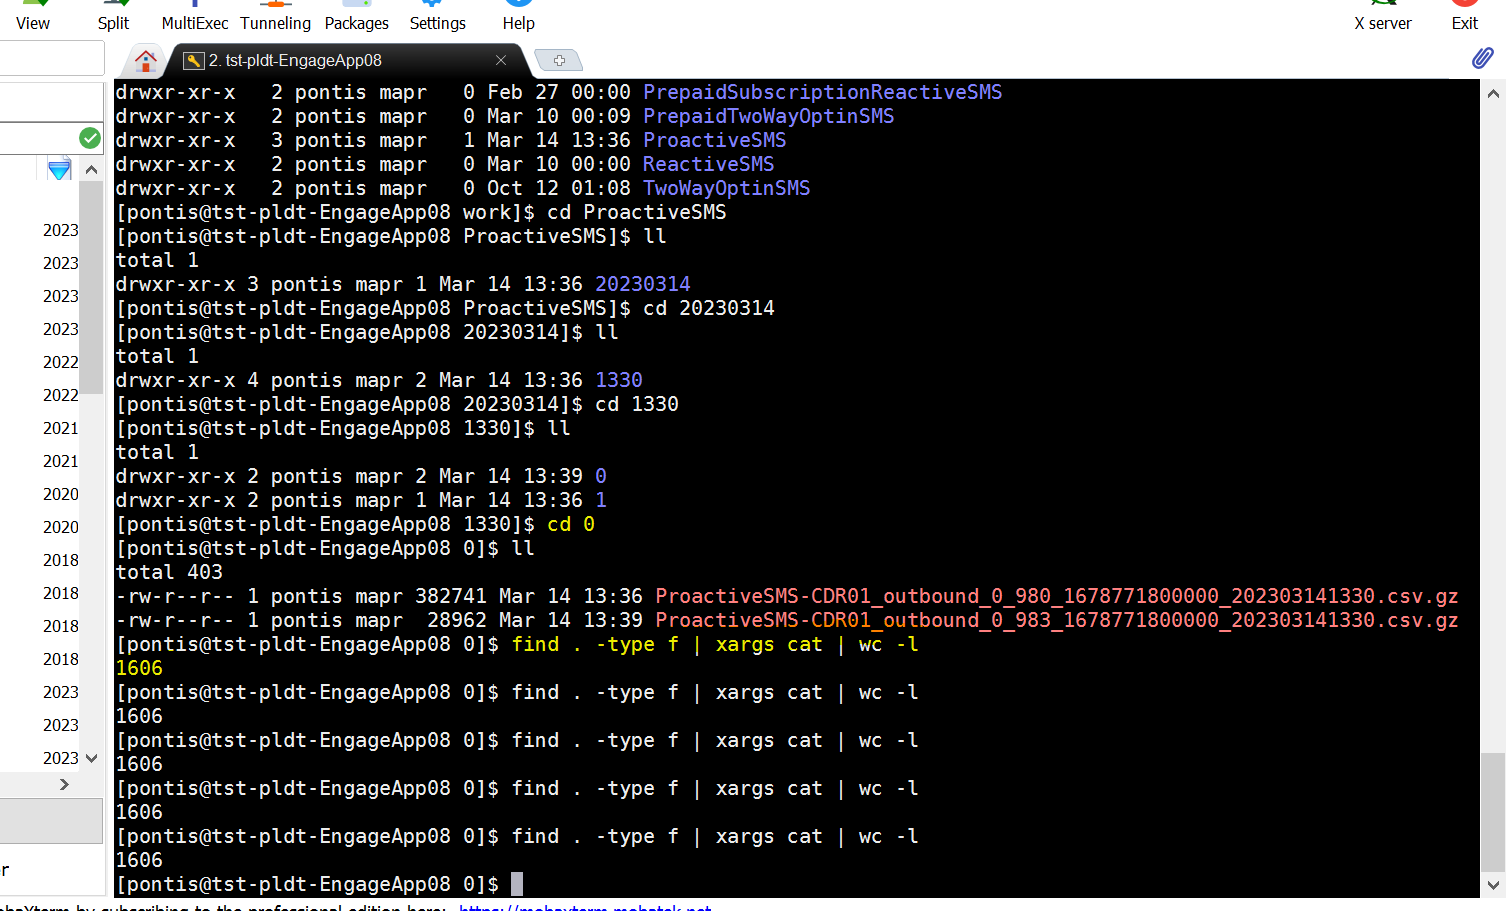 View Split MultiExec Tunneling Packages Settings Help X server Exit
2. tst-pldt-EngageApp08
drwxr-xr-x   2 pontis mapr   0 Feb 27 00:00 PrepaidSubscriptionReactiveSMS
drwxr-xr-x   2 pontis mapr   0 Mar 10 00:09 PrepaidTwoWayOptinSMS
drwxr-xr-x   3 pontis mapr   1 Mar 14 13:36 ProactiveSMS
drwxr-xr-x   2 pontis mapr   0 Mar 10 00:00 ReactiveSMS
drwxr-xr-x   2 pontis mapr   0 Oct 12 01:08 TwoWayOptinSMS
[pontis@tst-pldt-EngageApp08 work]$ cd ProactiveSMS
[pontis@tst-pldt-EngageApp08 ProactiveSMS]$ ll
total 1
drwxr-xr-x 3 pontis mapr 1 Mar 14 13:36 20230314
[pontis@tst-pldt-EngageApp08 ProactiveSMS]$ cd 20230314
[pontis@tst-pldt-EngageApp08 20230314]$ ll
total 1
drwxr-xr-x 4 pontis mapr 2 Mar 14 13:36 1330
[pontis@tst-pldt-EngageApp08 20230314]$ cd 1330
[pontis@tst-pldt-EngageApp08 1330]$ ll
total 1
drwxr-xr-x 2 pontis mapr 2 Mar 14 13:39 0
drwxr-xr-x 2 pontis mapr 1 Mar 14 13:36 1
[pontis@tst-pldt-EngageApp08 1330]$ cd 0
[pontis@tst-pldt-EngageApp08 0]$ ll
total 403
-rw-r--r-- 1 pontis mapr 382741 Mar 14 13:36 ProactiveSMS-CDR01_outbound_0_980_1678771800000_202303141330.csv.gz
-rw-r--r-- 1 pontis mapr  28962 Mar 14 13:39 ProactiveSMS-CDR01_outbound_0_983_1678771800000_202303141330.csv.gz
[pontis@tst-pldt-EngageApp08 0]$ find . -type f | xargs cat | wc -l
1606
[pontis@tst-pldt-EngageApp08 0]$ find . -type f | xargs cat | wc -l
1606
[pontis@tst-pldt-EngageApp08 0]$ find . -type f | xargs cat | wc -l
1606
[pontis@tst-pldt-EngageApp08 0]$ find . -type f | xargs cat | wc -l
1606
[pontis@tst-pldt-EngageApp08 0]$ find . -type f | xargs cat | wc -l
1606
[pontis@tst-pldt-EngageApp08 0]$
2023
2023
2023
2023
2022
2022
2021
2021
2020
2020
2018
2018
2018
2018
2023
2023
2023
r
by subscribing to the professional edition here: https://mobaxterm.mobatek.net